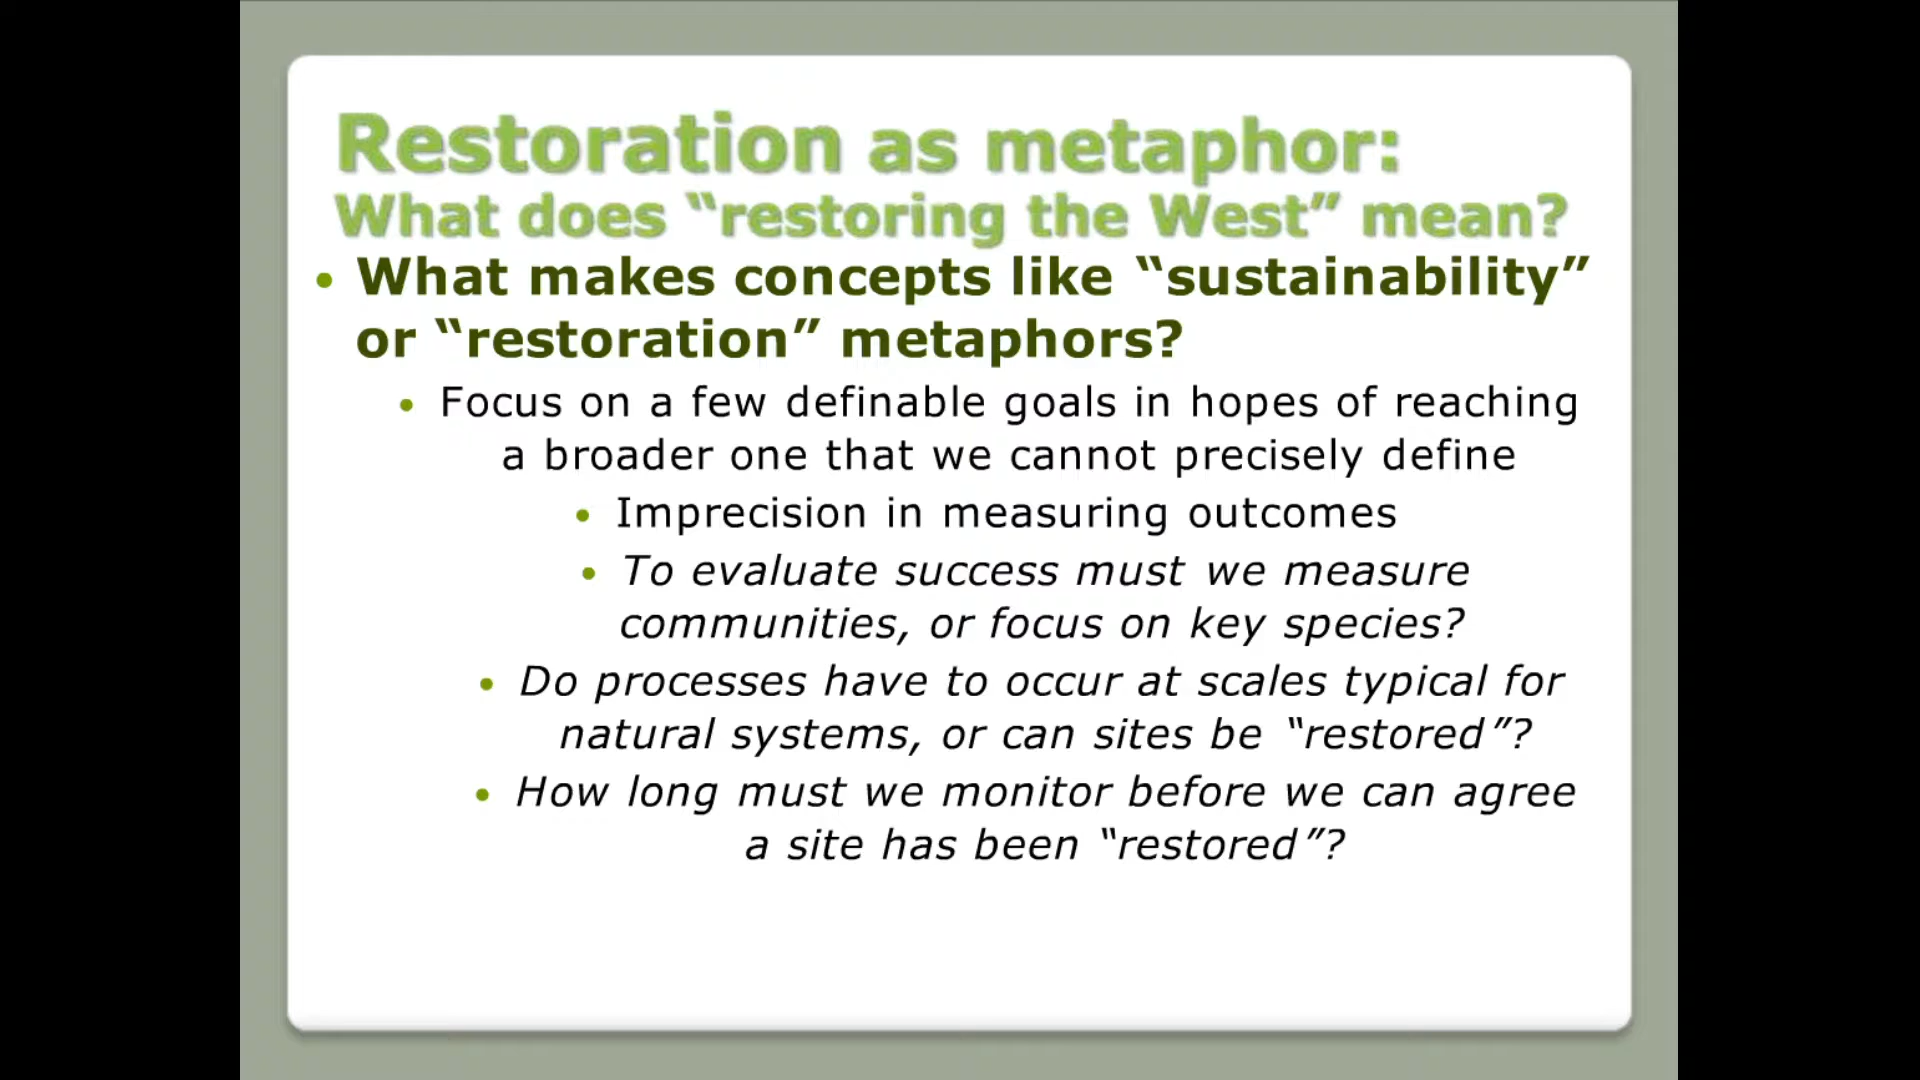 Restoration as metaphor:
What does “restoring the West” mean?
• What makes concepts like “sustainability”
or “restoration” metaphors?
• Focus on a few definable goals in hopes of reaching
a broader one that we cannot precisely define
• Imprecision in measuring outcomes
• To evaluate success must we measure
communities, or focus on key species?
• Do processes have to occur at scales typical for
natural systems, or can sites be “restored”?
• How long must we monitor before we can agree
a site has been “restored”?